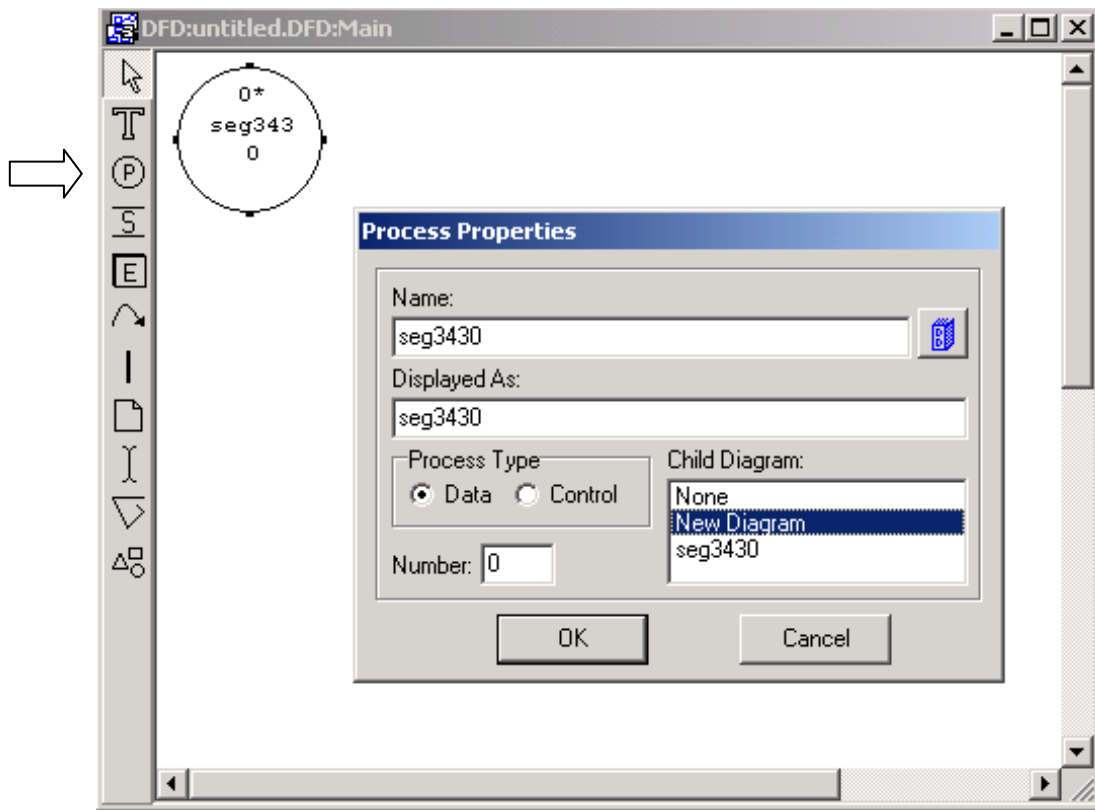 DFD:untitled.DFD:Main
T
P
S
E
0*
seg343
0
Process Properties
Name:
seg3430
Displayed As:
seg3430
Process Type
Data
Control
Number: 0
Child Diagram:
None
New Diagram
seg3430
OK
Cancel